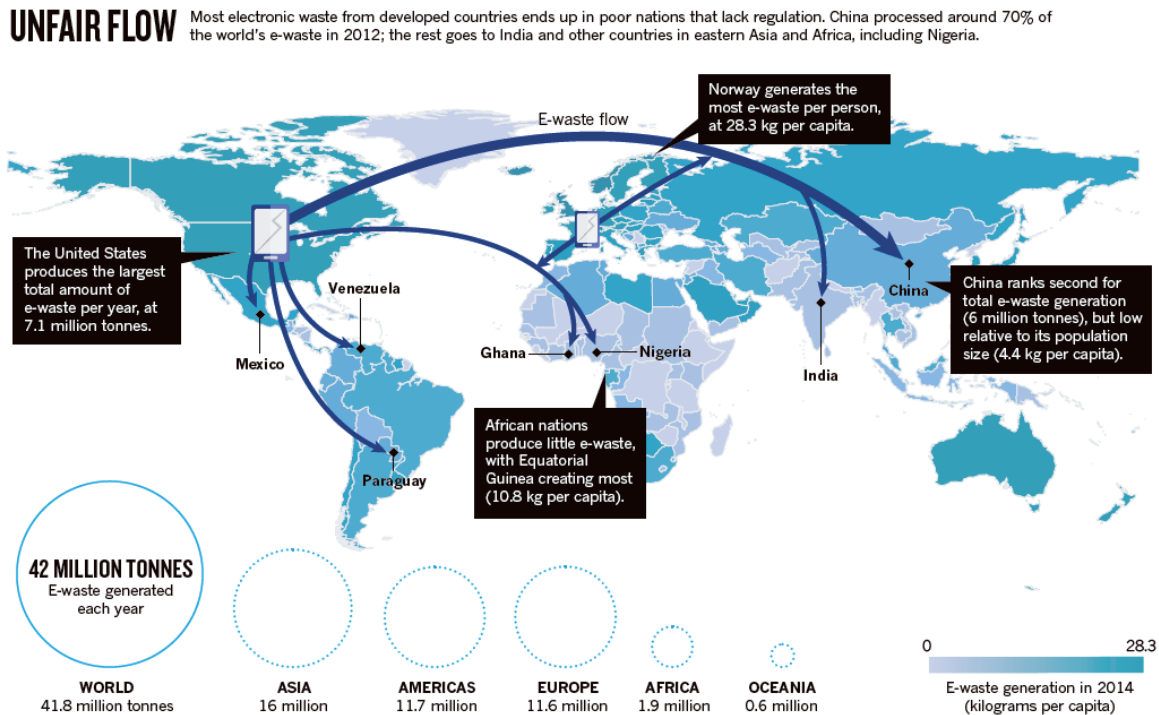 UNFAIR FLOW
Most electronic waste from developed countries ends up in poor nations that lack regulation. China processed around 70% of
the world's e-waste in 2012; the rest goes to India and other countries in eastern Asia and Africa, including Nigeria.
Norway generates the
most e-waste per person,
at 28.3 kg per capita.
E-waste flow
The United States
produces the largest
total amount of
e-waste per year, at
7.1 million tonnes.
Venezuela
Mexico
Paraguay
Ghana
Nigeria
India
China
China ranks second for
total e-waste generation
(6 million tonnes), but low
relative to its population
size (4.4 kg per capita).
African nations
produce little e-waste,
with Equatorial
Guinea creating most
(10.8 kg per capita).
42 MILLION TONNES
E-waste generated
each year
WORLD
41.8 million tonnes
ASIA
16 million
AMERICAS
11.7 million
EUROPE
11.6 million
AFRICA
1.9 million
OCEANIA
0.6 million
0 28.3
E-waste generation in 2014
(kilograms per capita)